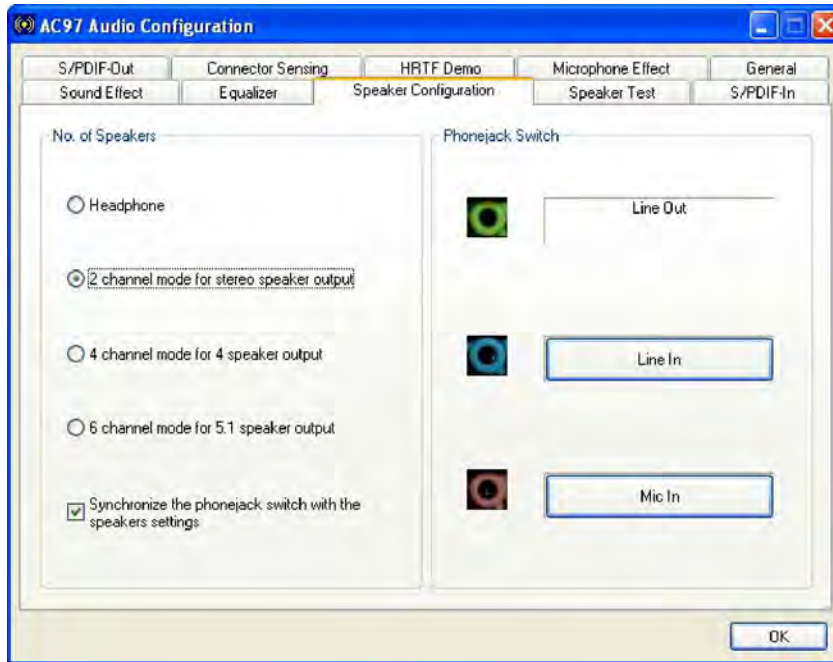 AC97 Audio Configuration
S/PDIF-Out Connector Sensing HRTF Demo Microphone Effect General
Sound Effect Equalizer Speaker Configuration Speaker Test S/PDIF-In
No. of Speakers
Headphone
2 channel mode for stereo speaker output
4 channel mode for 4 speaker output
6 channel mode for 5.1 speaker output
Synchronize the phonejack switch with the
speakers settings
Phonejack Switch
Line Out
Line In
Mic In
OK